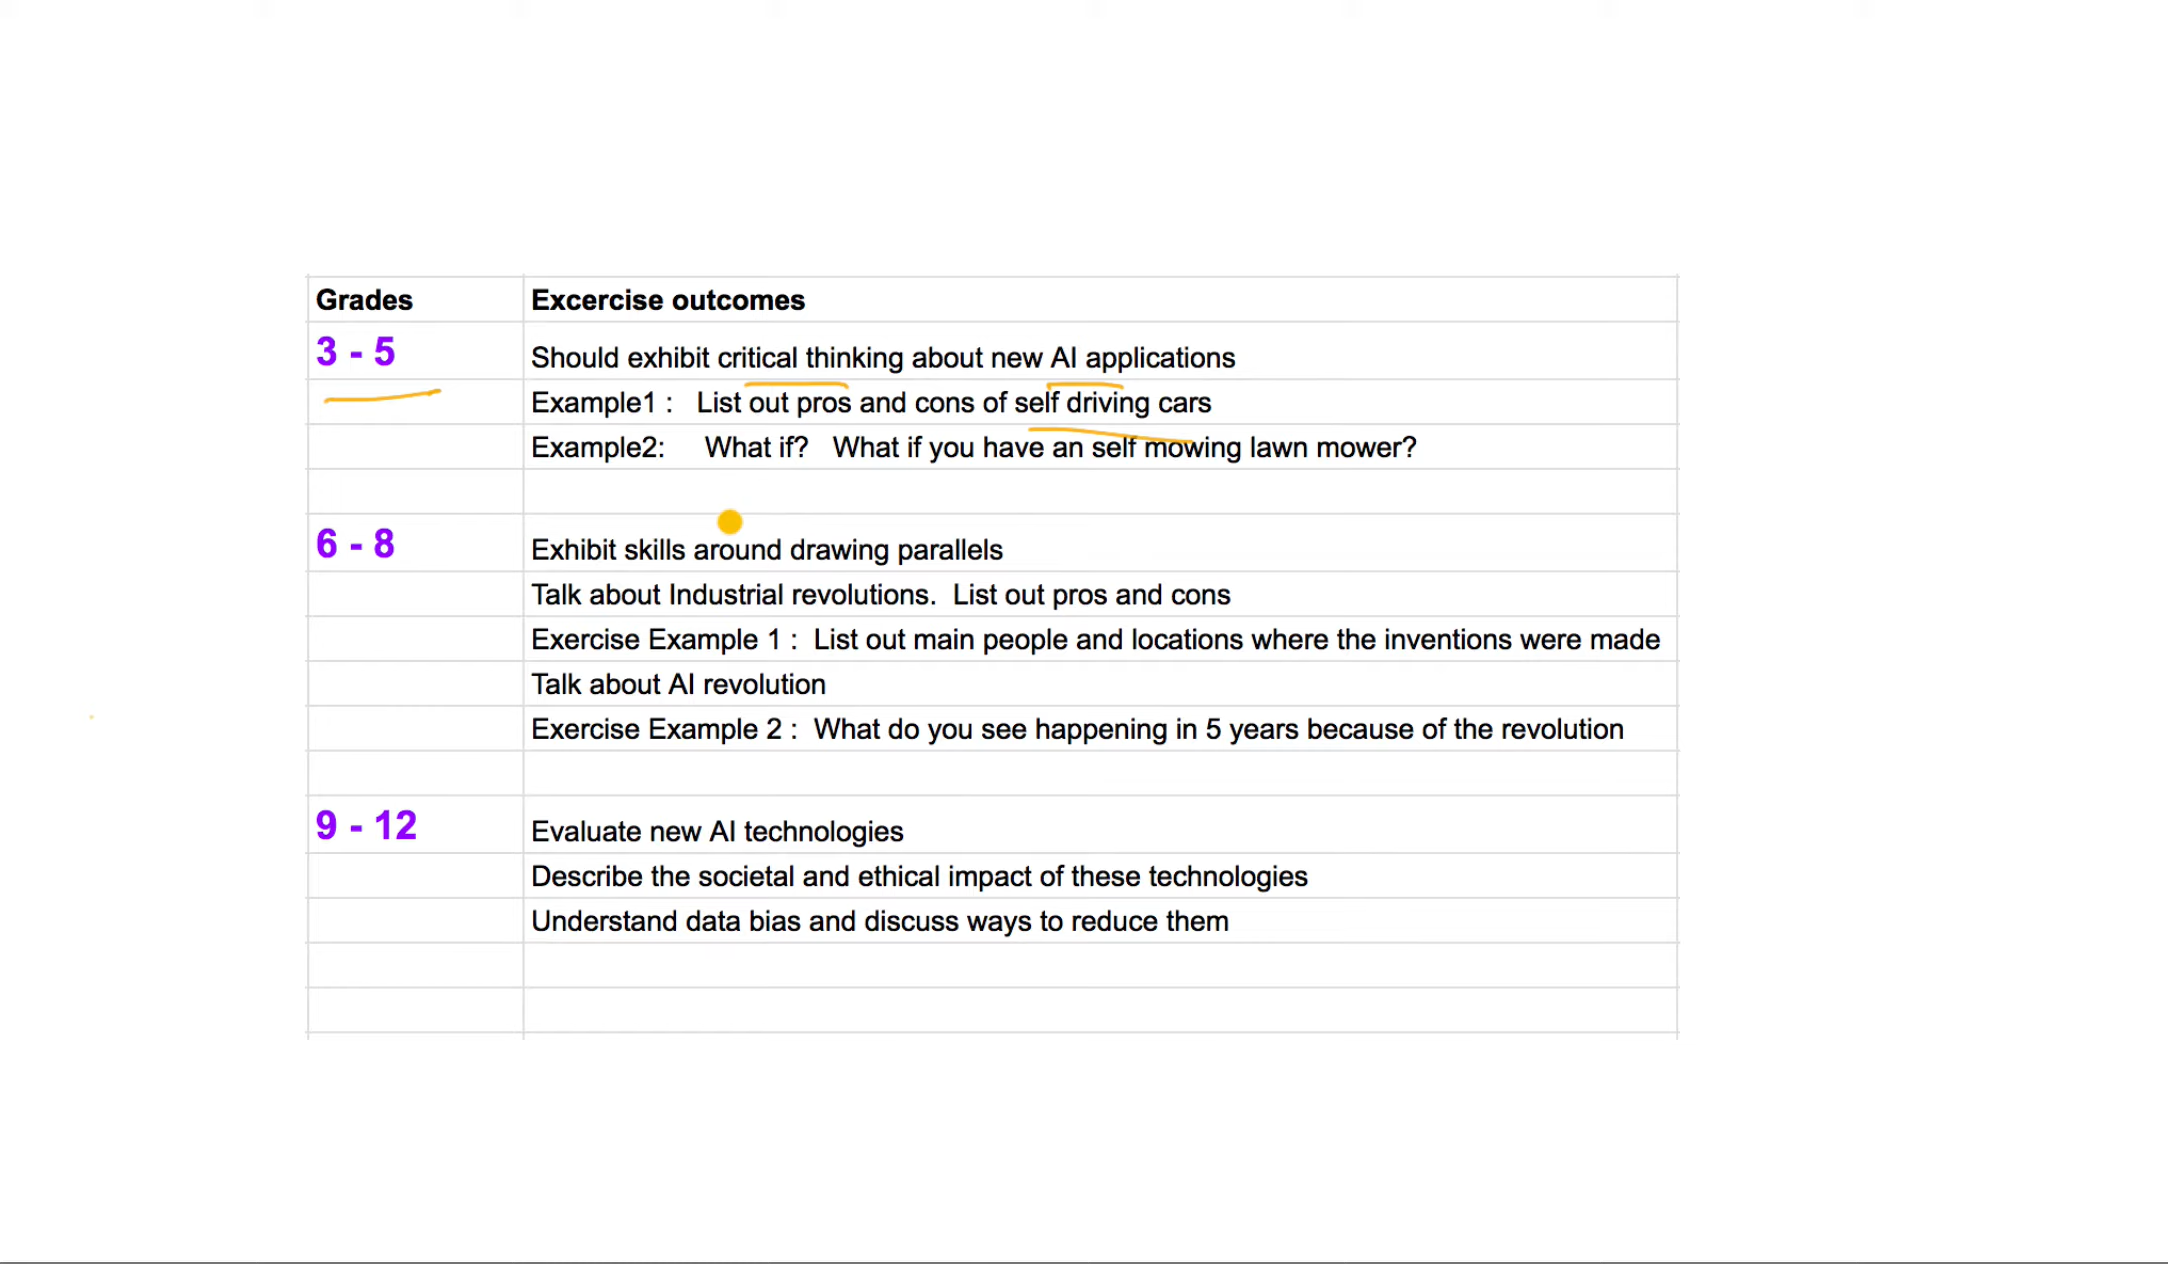 Grades Excercise outcomes
3 - 5 Should exhibit critical thinking about new AI applications
Example1 : List out pros and cons of self driving cars
Example2: What if? What if you have an self mowing lawn mower?
6 - 8 Exhibit skills around drawing parallels
Talk about Industrial revolutions. List out pros and cons
Exercise Example 1 : List out main people and locations where the inventions were made
Talk about AI revolution
Exercise Example 2 : What do you see happening in 5 years because of the revolution
9 - 12 Evaluate new AI technologies
Describe the societal and ethical impact of these technologies
Understand data bias and discuss ways to reduce them